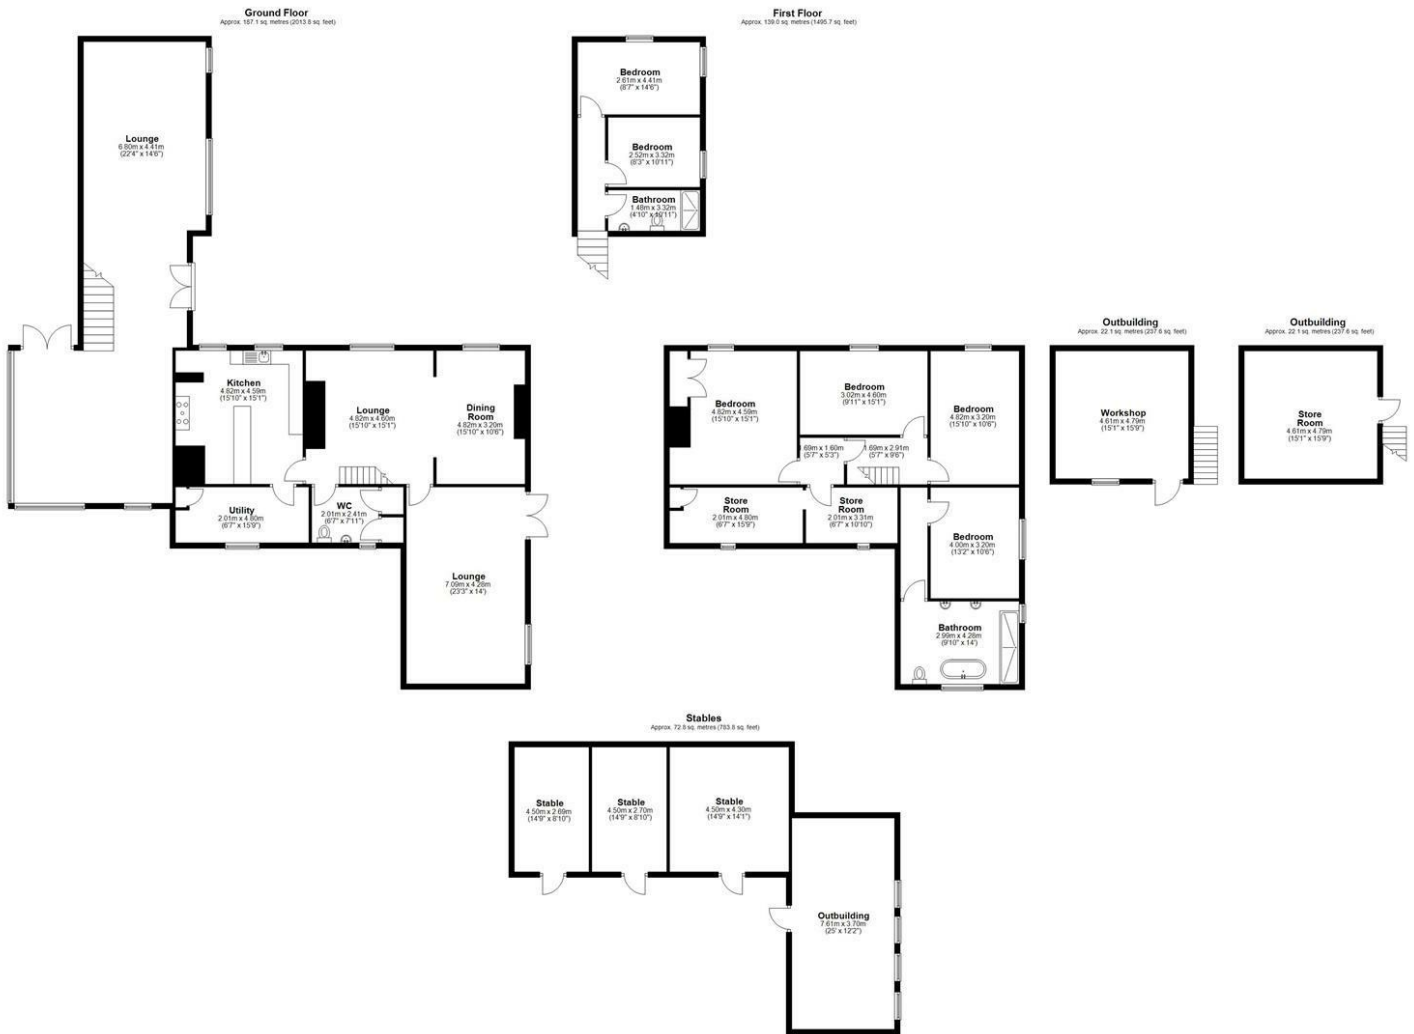 Ground Floor
Approx. 187.1 sq. metres (2013.8 sq. feet)
First Floor
Approx. 139.0 sq. metres (1495.7 sq. feet)
Lounge
6.80m x 4.41m
(22'4" x 14'6")
Bedroom
2.61m x 4.41m
(8'7" x 14'6")
Bedroom
2.52m x 3.32m
(8'3" x 10'11")
Bathroom
1.48m x 3.32m
(4'10" x 10'11")
Kitchen
4.82m x 4.59m
(15'10" x 15'1")
Lounge
4.82m x 4.60m
(15'10" x 15'1")
Dining
Room
4.82m x 3.20m
(15'10" x 10'6")
Utility
2.01m x 4.80m
(6'7" x 15'9")
WC
2.01m x 2.41m
(6'7" x 7'11")
Lounge
7.09m x 4.28m
(23'3" x 14')
Bedroom
4.82m x 4.59m
(15'10" x 15'1")
Bedroom
3.02m x 4.60m
(9'11" x 15'1")
Bedroom
4.82m x 3.20m
(15'10" x 10'6")
1.69m x 1.60m
(5'7" x 5'3")
1.69m x 2.91m
(5'7" x 9'6")
Store
Room
2.01m x 4.80m
(6'7" x 15'9")
Store
Room
2.01m x 3.31m
(6'7" x 10'10")
Bedroom
4.00m x 3.20m
(13'2" x 10'6")
Bathroom
2.99m x 4.28m
(9'10" x 14')
Outbuilding
Approx. 22.1 sq. metres (237.6 sq. feet)
Workshop
4.61m x 4.79m
(15'1" x 15'9")
Outbuilding
Approx. 22.1 sq. metres (237.6 sq. feet)
Store
Room
4.61m x 4.79m
(15'1" x 15'9")
Stables
Approx. 72.8 sq. metres (783.8 sq. feet)
Stable
4.50m x 2.69m
(14'9" x 8'10")
Stable
4.50m x 2.70m
(14'9" x 8'10")
Stable
4.50m x 4.30m
(14'9" x 14'1")
Outbuilding
7.61m x 3.70m
(25' x 12'2")